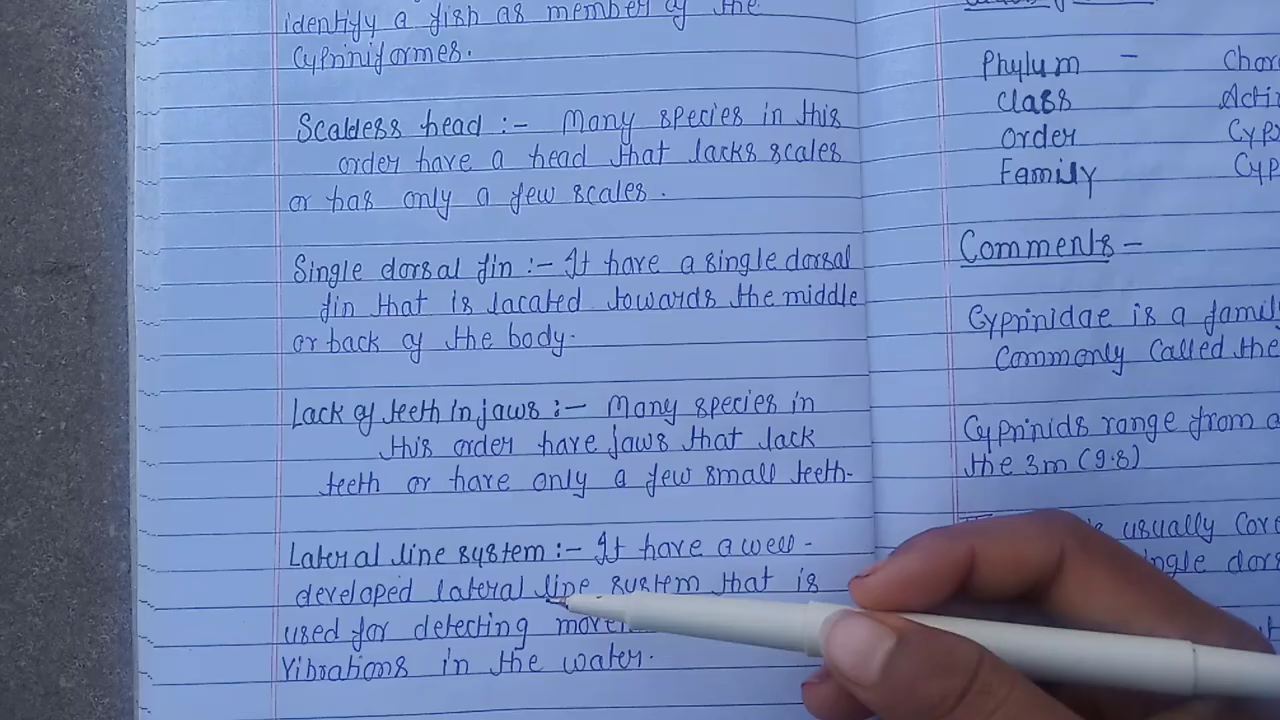 identify a fish as member of the
Cypriniformes.
Scaleless head :- Many species in this
order have a head that lacks scales
or has only a few scales.
Single dorsal fin :- It have a single dorsal
fin that is located towards the middle
or back of the body.
Lack of teeth in jaws :- Many species in
this order have jaws that lack
teeth or have only a few small teeth.
Lateral line system :- It have a well-
developed lateral line system that is
used for detecting
vibrations in the water.
Phylum -
Class
Order
Family
Comments -
Cyprinidae is a
Commonly called the
Cyprinids range from a
the 3m (9.8)
usually